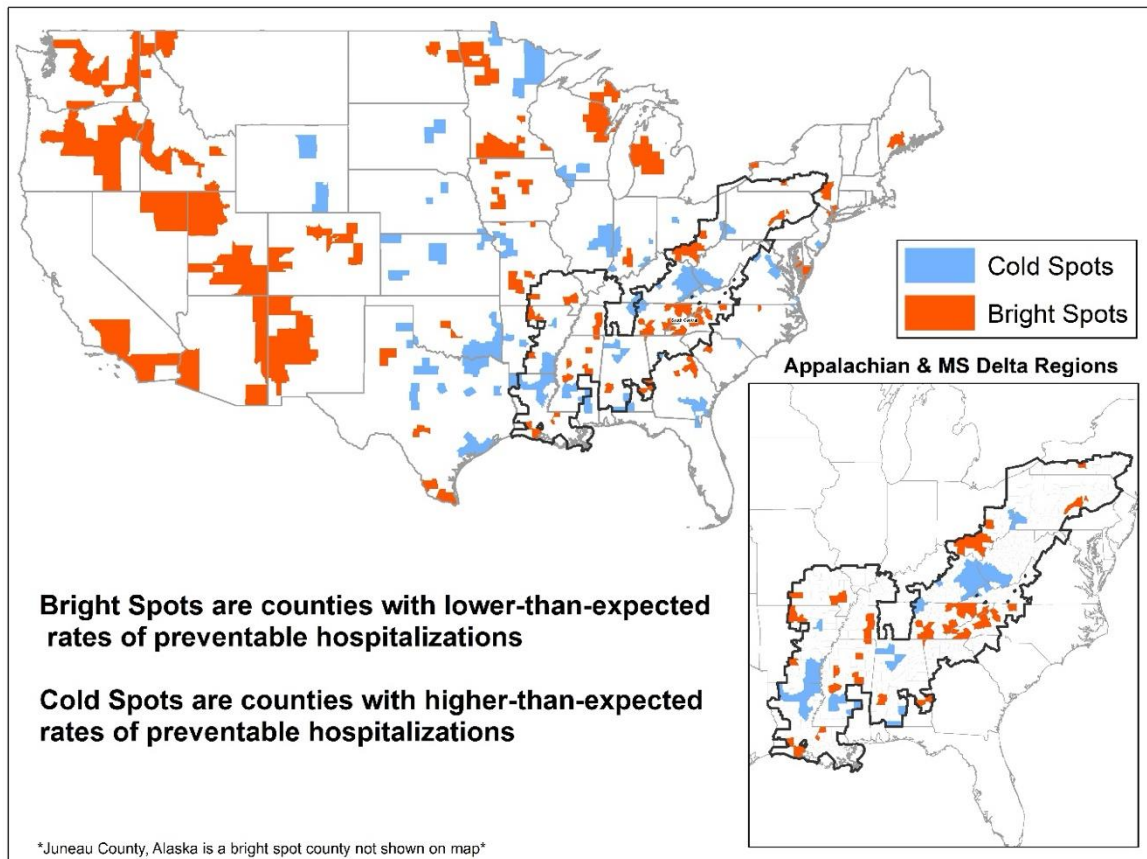 Cold Spots
Bright Spots
Appalachian & MS Delta Regions
Bright Spots are counties with lower-than-expected
rates of preventable hospitalizations
Cold Spots are counties with higher-than-expected
rates of preventable hospitalizations
*Juneau County, Alaska is a bright spot county not shown on map*